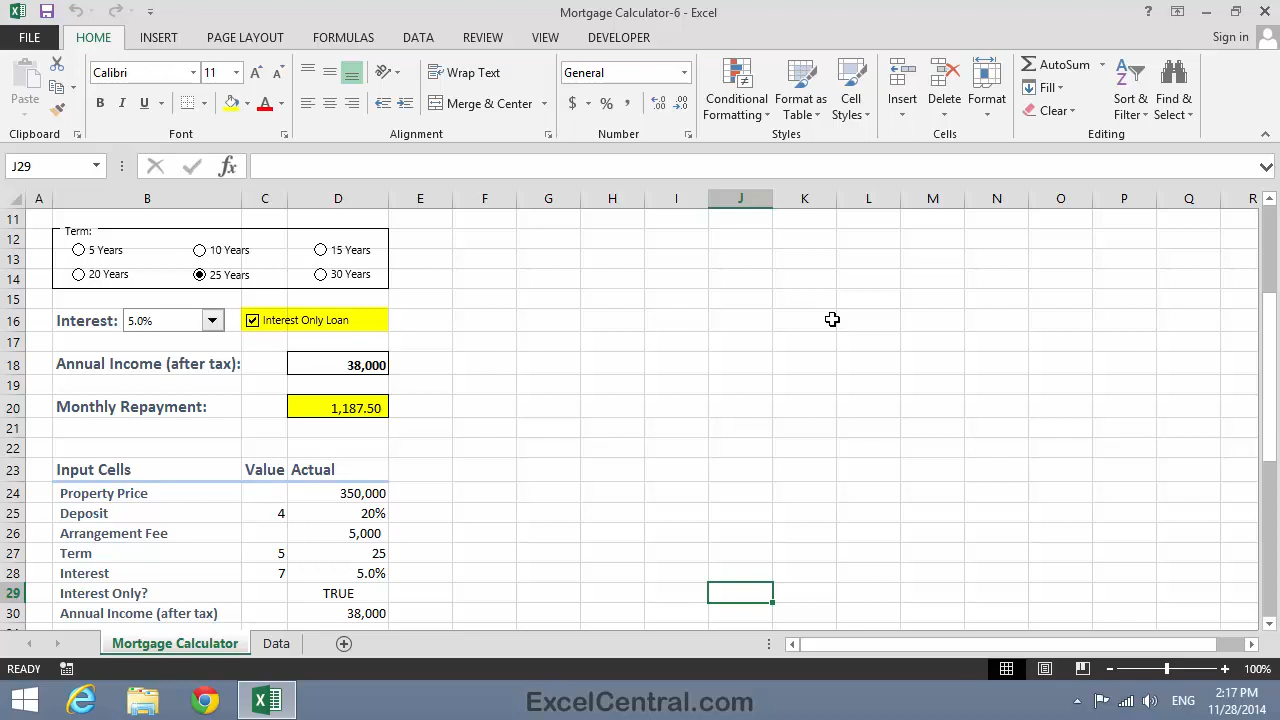 Mortgage Calculator-6 - Excel
?
FILE HOME INSERT PAGE LAYOUT FORMULAS DATA REVIEW VIEW DEVELOPER Sign in
Paste Calibri 11 A A Wrap Text General Conditional Formatting Format as Table Cell Styles Insert Delete Format AutoSum Fill Clear Sort & Filter Find & Select
B I U A Merge & Center $ % , .0 .00 .00 .0
Clipboard Font Alignment Number Styles Cells Editing
J29 fx
A B C D E F G H I J K L M N O P Q R
11
12 Term:
5 Years 10 Years 15 Years
13
14 20 Years 25 Years 30 Years
15
16 Interest: 5.0% Interest Only Loan
17
18 Annual Income (after tax): 38,000
19
20 Monthly Repayment: 1,187.50
21
22
23 Input Cells Value Actual
24 Property Price 350,000
25 Deposit 4 20%
26 Arrangement Fee 5,000
27 Term 5 25
28 Interest 7 5.0%
29 Interest Only? TRUE
30 Annual Income (after tax) 38,000
Mortgage Calculator Data
READY 100%
ExcelCentral.com ENG 2:17 PM
11/28/2014